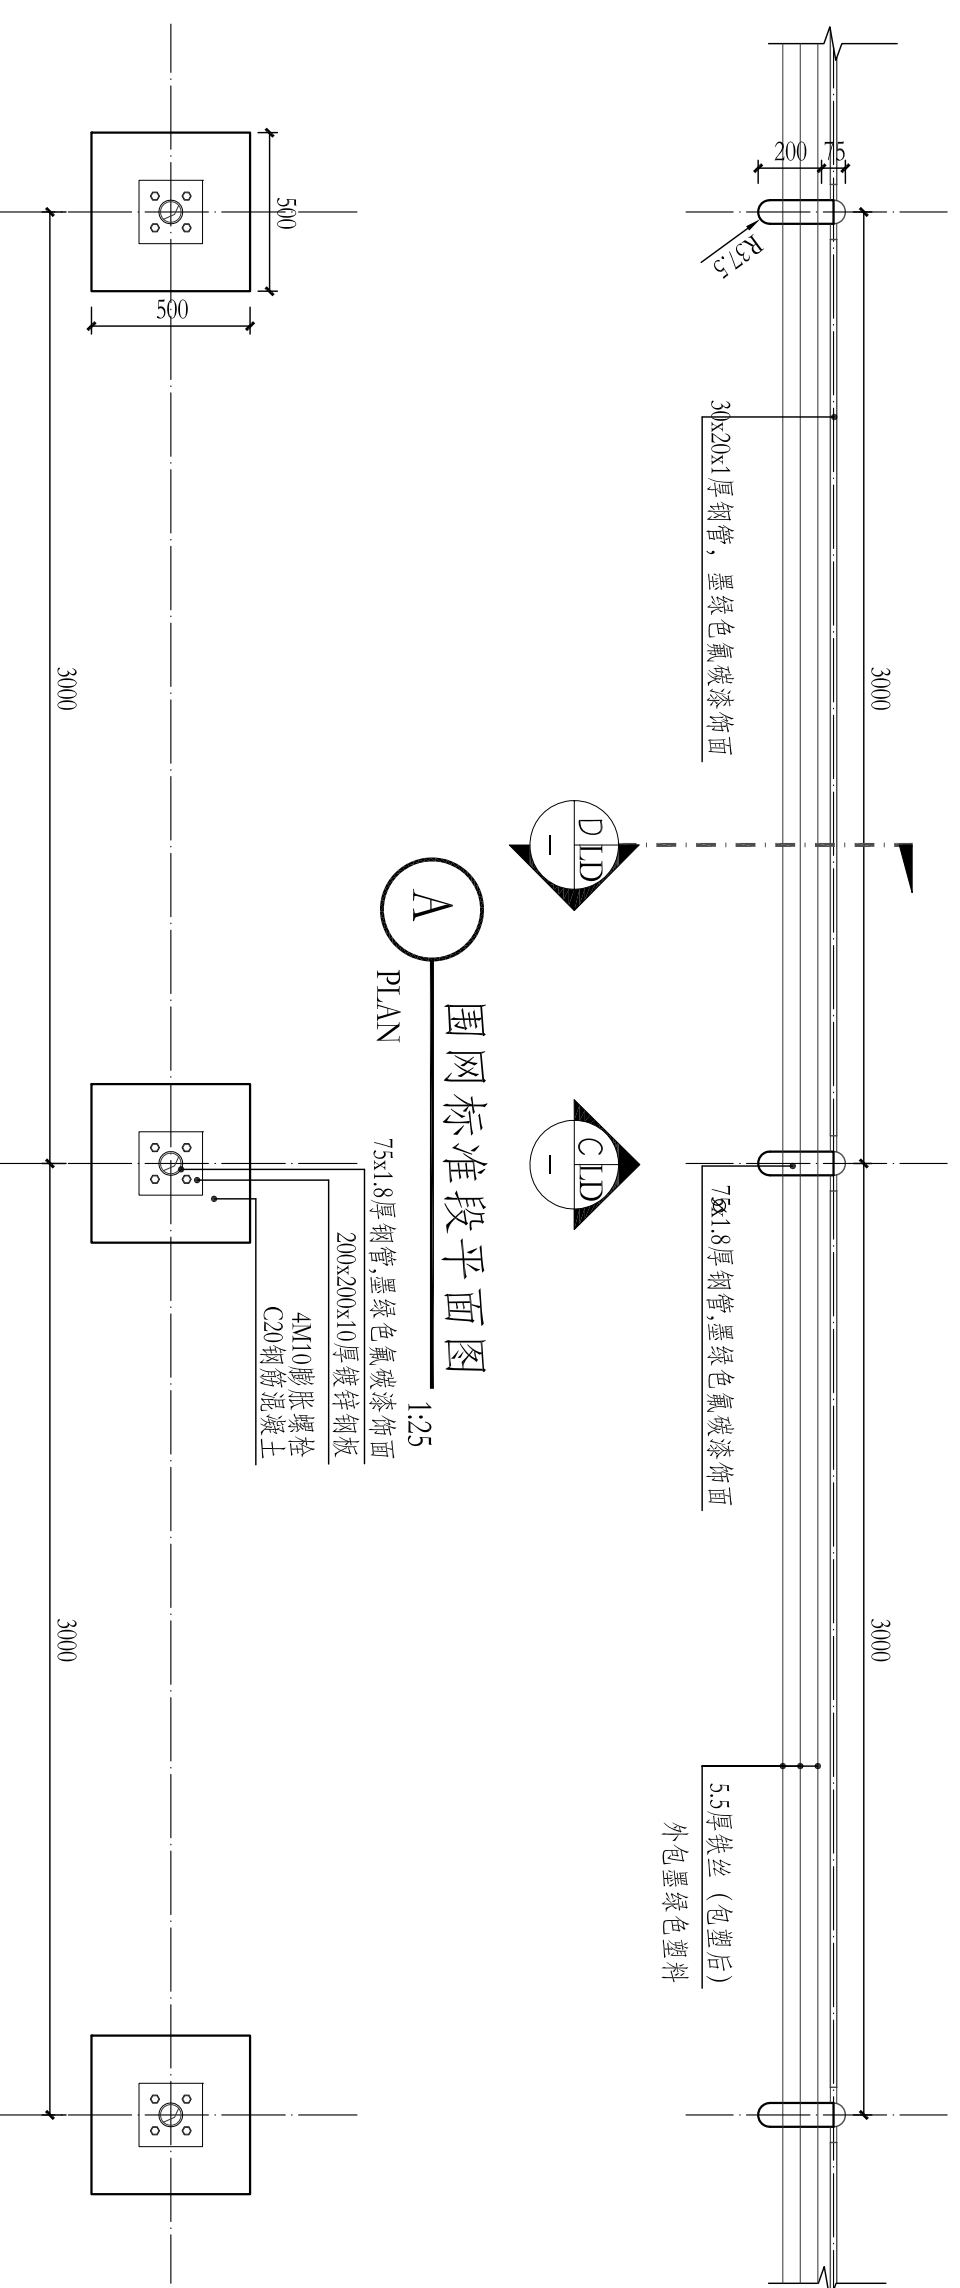 3000
3000
200
75
R37.5
30x20x1厚钢管，墨绿色氟碳漆饰面
75x1.8厚钢管,墨绿色氟碳漆饰面
5.5厚铁丝（包塑后）
外包墨绿色塑料
D LD
—
C LD
—
围网标准段平面图
A
1:25
PLAN
75x1.8厚钢管,墨绿色氟碳漆饰面
200x200x10厚镀锌钢板
4M10膨胀螺栓
C20钢筋混凝土
500
500
3000
3000